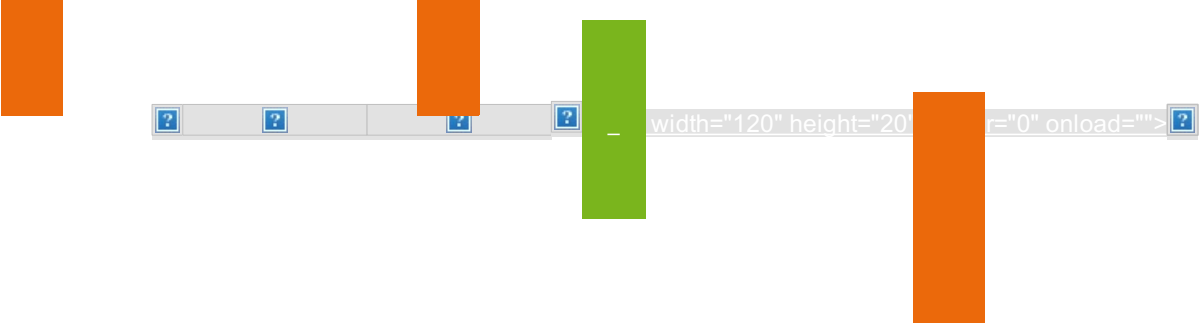 ? ? ? ? _ width="120" height="20" r="0" onload=""> ?